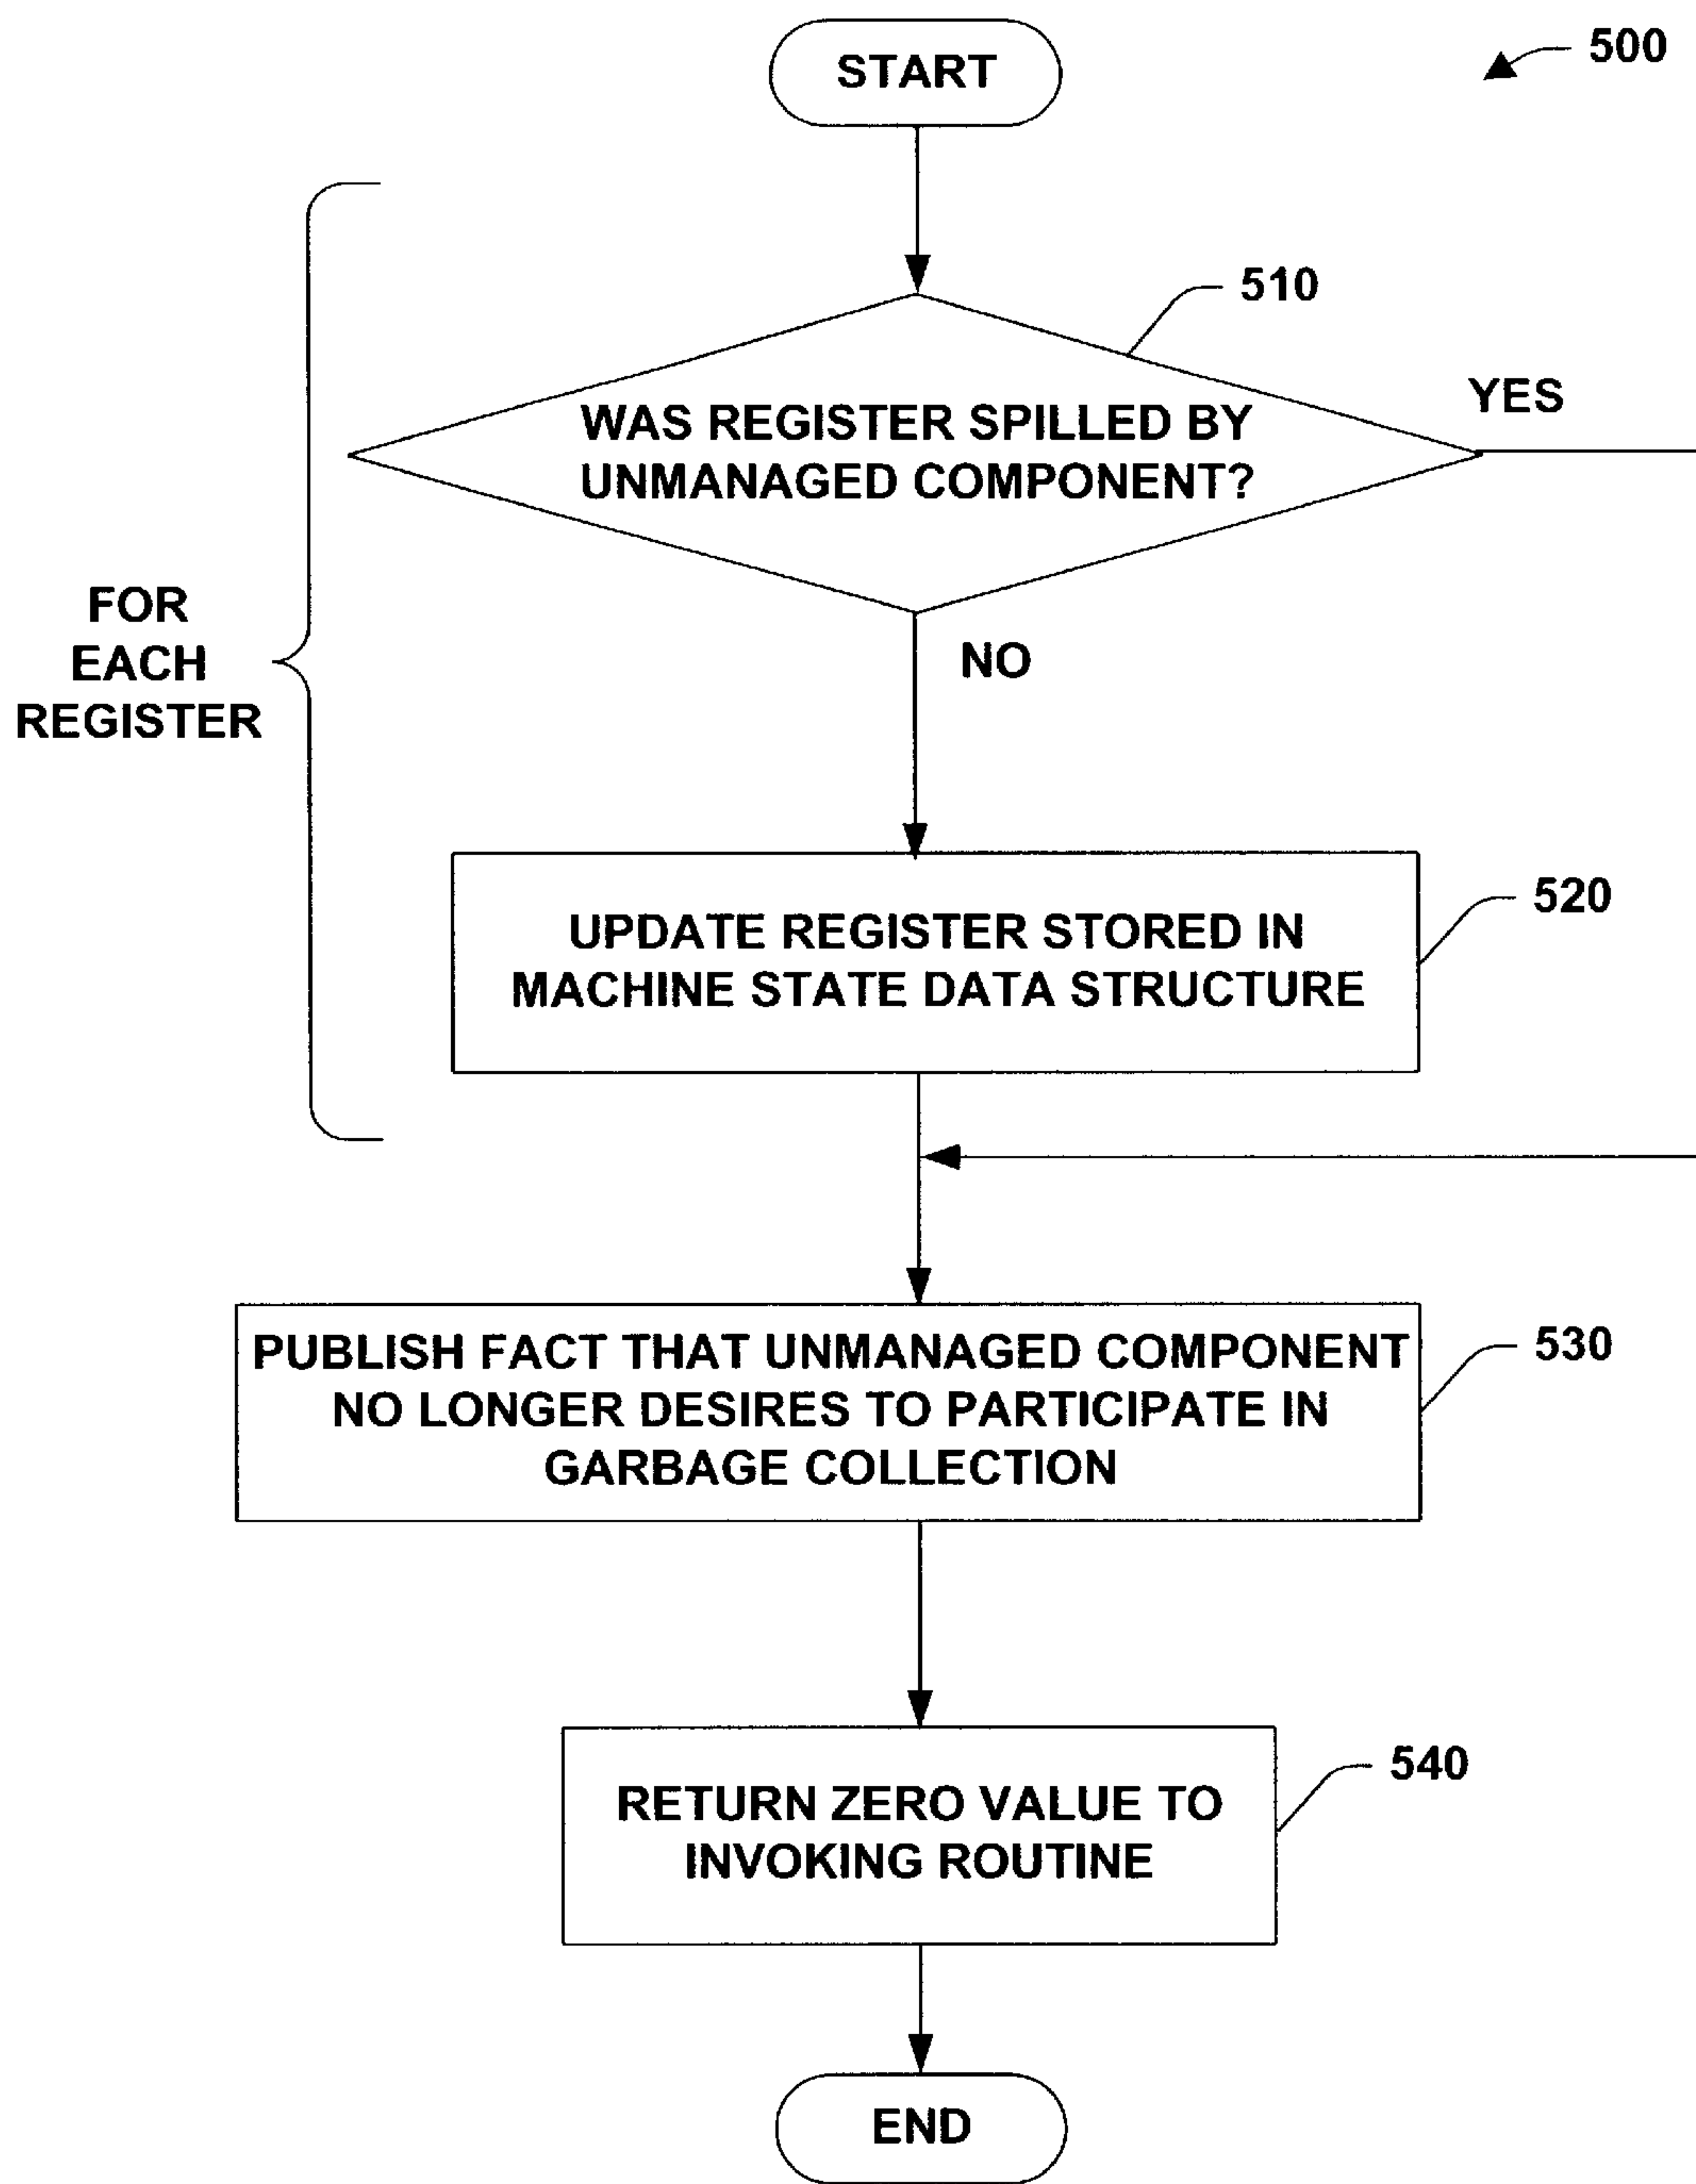 START
500
510
WAS REGISTER SPILLED BY
UNMANAGED COMPONENT?
YES
FOR
EACH
REGISTER
NO
520
UPDATE REGISTER STORED IN
MACHINE STATE DATA STRUCTURE
530
PUBLISH FACT THAT UNMANAGED COMPONENT
NO LONGER DESIRES TO PARTICIPATE IN
GARBAGE COLLECTION
540
RETURN ZERO VALUE TO
INVOKING ROUTINE
END